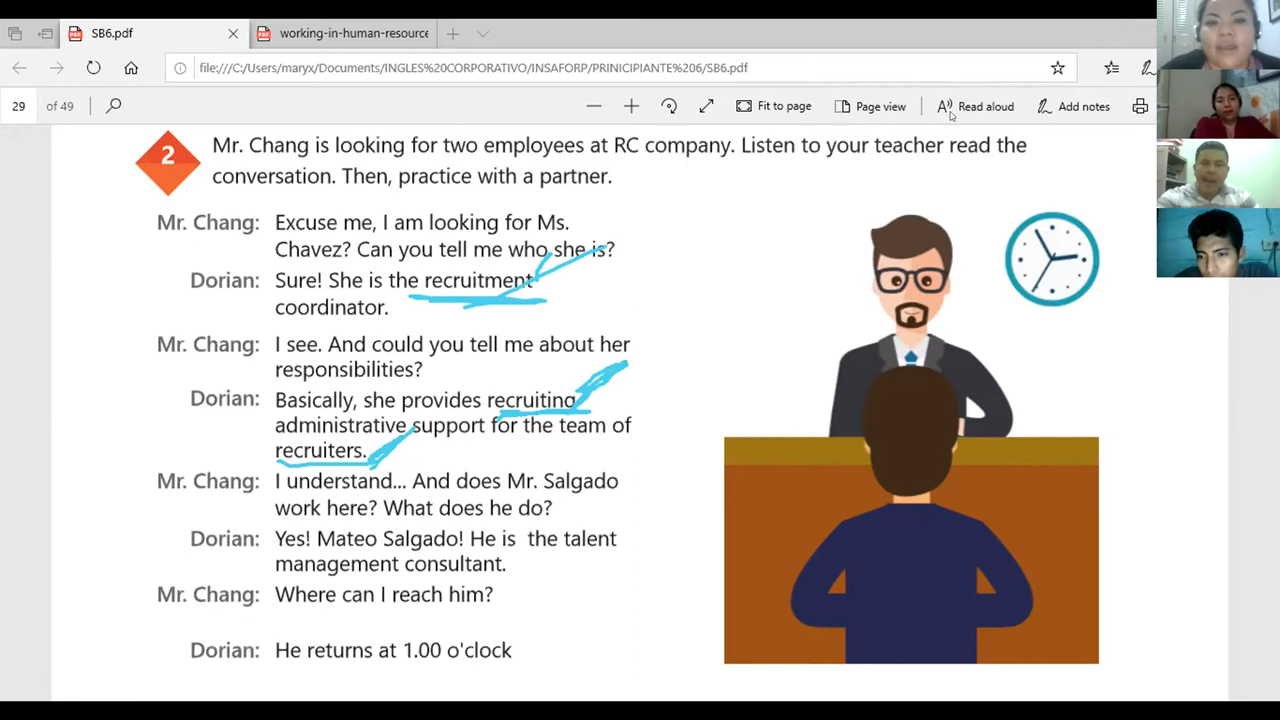 SB6.pdf
working-in-human-resource
file:///C:/Users/maryx/Documents/INGLES%20CORPORATIVO/INSAFORP/PRINICIPIANTE%206/SB6.pdf
29 of 49 Fit to page Page view Read aloud Add notes
2
Mr. Chang is looking for two employees at RC company. Listen to your teacher read the
conversation. Then, practice with a partner.
Mr. Chang: Excuse me, I am looking for Ms.
Chavez? Can you tell me who she is?
Dorian: Sure! She is the recruitment
coordinator.
Mr. Chang: I see. And could you tell me about her
responsibilities?
Dorian: Basically, she provides recruiting
administrative support for the team of
recruiters.
Mr. Chang: I understand... And does Mr. Salgado
work here? What does he do?
Dorian: Yes! Mateo Salgado! He is the talent
management consultant.
Mr. Chang: Where can I reach him?
Dorian: He returns at 1.00 o'clock